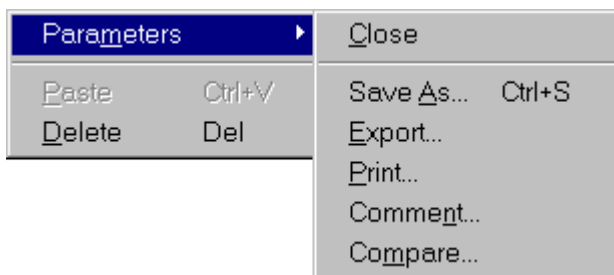 Parameters
Paste Ctrl+V
Delete Del
Close
Save As... Ctrl+S
Export...
Print...
Comment...
Compare...